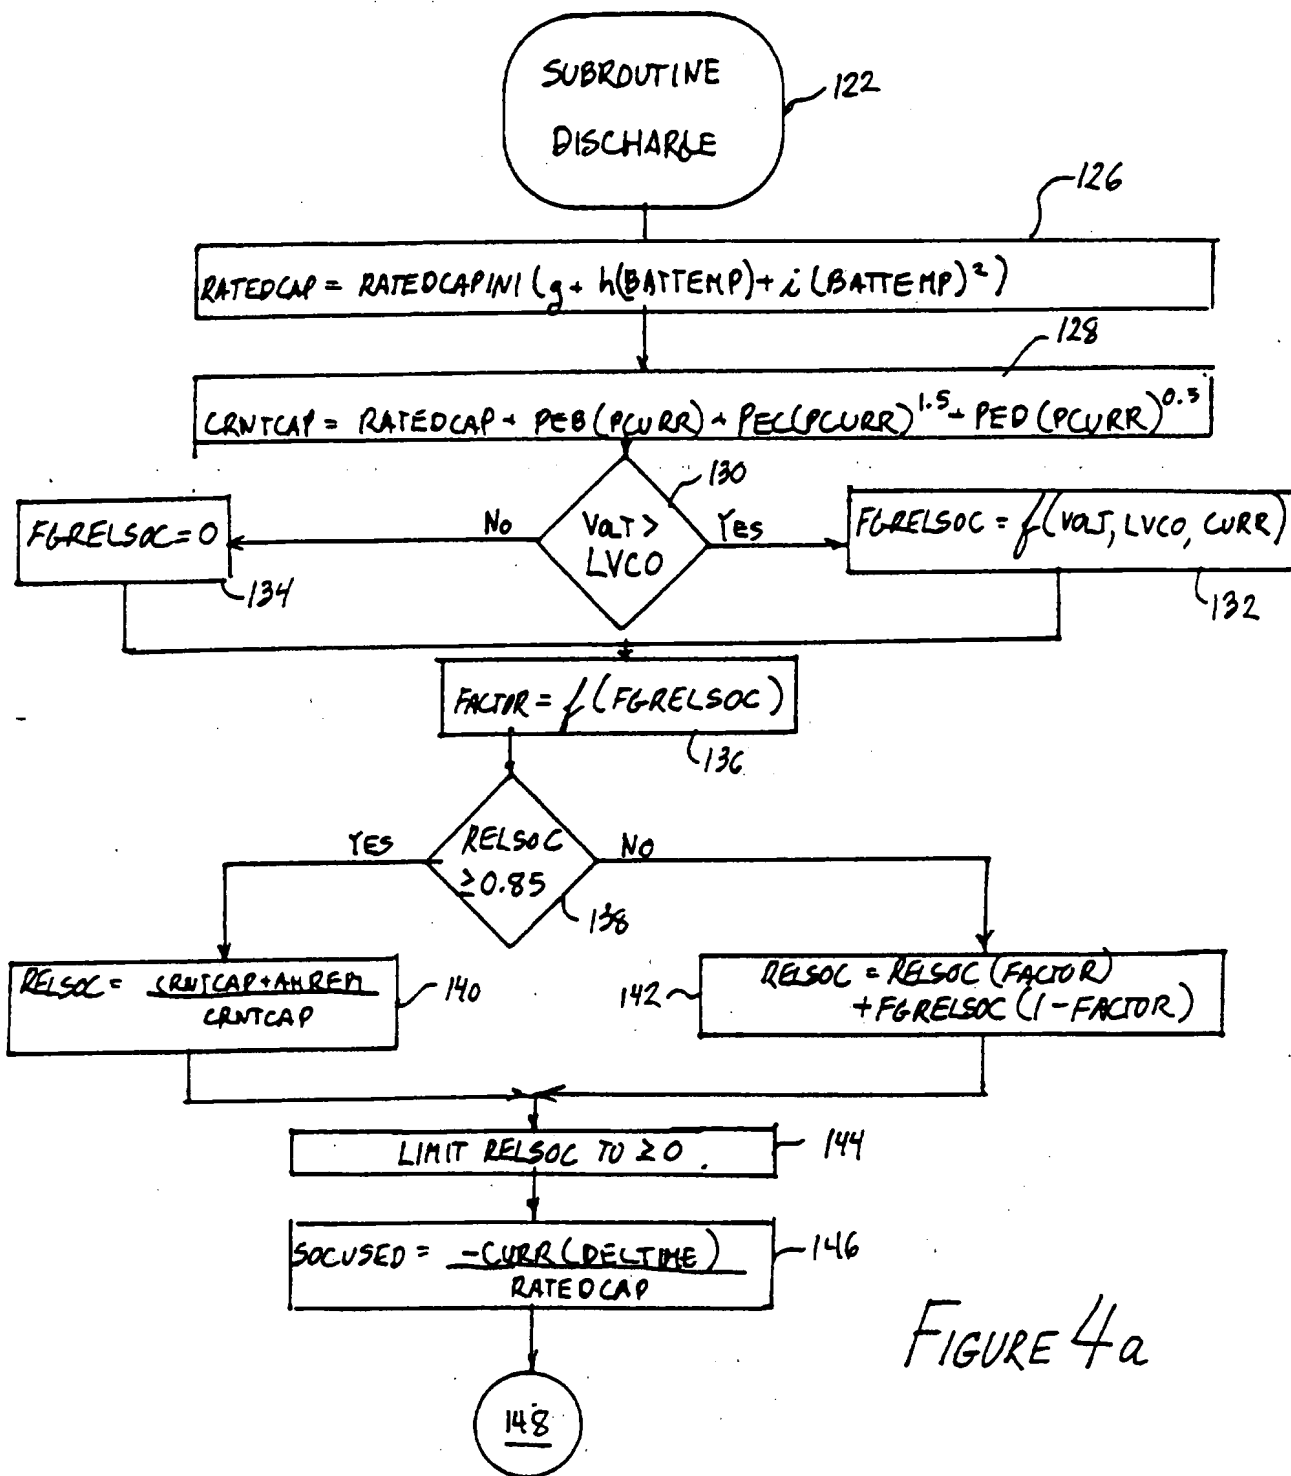 SUBROUTINE
DISCHARGE
122
126
RATEDCAP = RATEDCAPINI (g + h(BATTEMP) + i (BATTEMP)²)
128
CRNTCAP = RATEDCAP + PEB (PCURR) + PEC(PCURR)^1.5 + PED (PCURR)^0.5
130
VOLT >
LVCO
No
YES
FGRELSOC = 0
134
FGRELSOC = f(VOLT, LVCO, CURR)
132
FACTOR = f(FGRELSOC)
136
RELSOC
≥0.85
138
YES
NO
RELSOC = CRNTCAP+AHREM
CRNTCAP
140
142
RELSOC = RELSOC (FACTOR)
+FGRELSOC (1-FACTOR)
LIMIT RELSOC TO ≥0
144
SOCUSED = -CURR(DELTIME)
RATEDCAP
146
148
FIGURE 4a